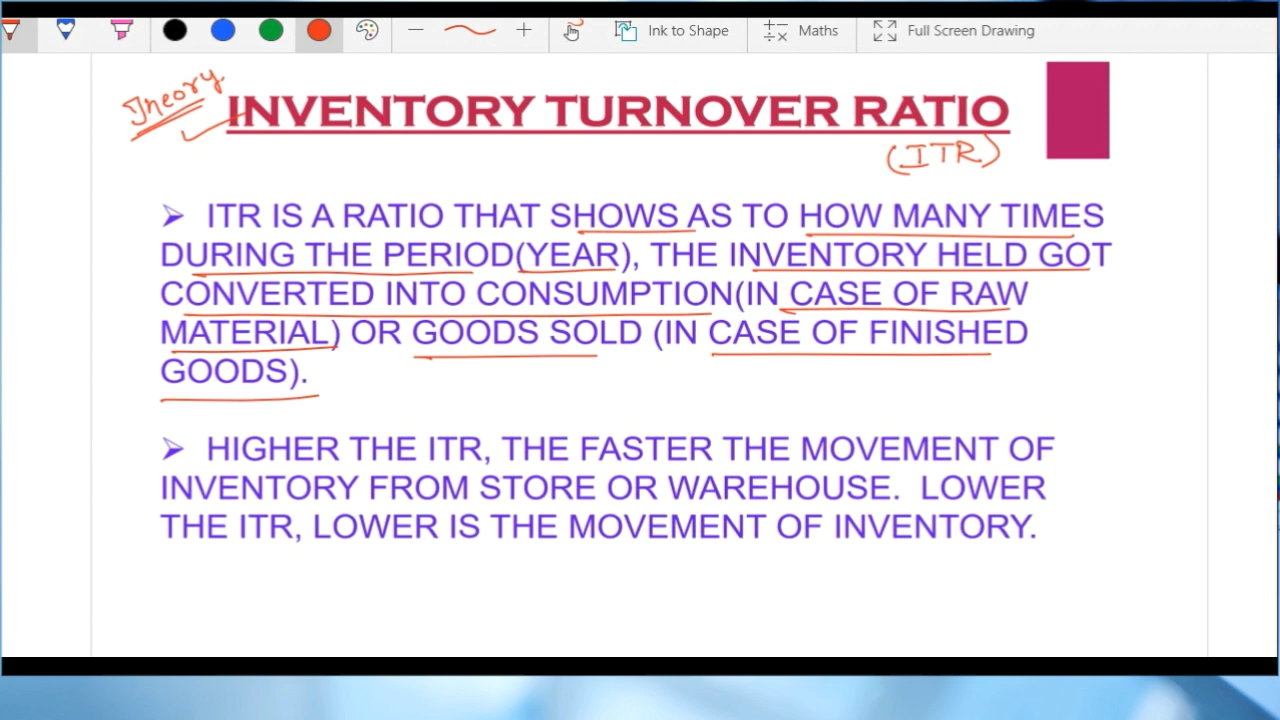 Ink to Shape Maths Full Screen Drawing
Theory
INVENTORY TURNOVER RATIO
(ITR)
➢ ITR IS A RATIO THAT SHOWS AS TO HOW MANY TIMES
DURING THE PERIOD(YEAR), THE INVENTORY HELD GOT
CONVERTED INTO CONSUMPTION(IN CASE OF RAW
MATERIAL) OR GOODS SOLD (IN CASE OF FINISHED
GOODS).
➢ HIGHER THE ITR, THE FASTER THE MOVEMENT OF
INVENTORY FROM STORE OR WAREHOUSE. LOWER
THE ITR, LOWER IS THE MOVEMENT OF INVENTORY.